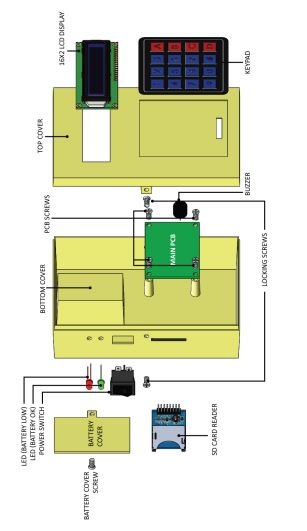 16X2 LCD DISPLAY
KEYPAD
TOP COVER
PCB SCREWS
BUZZER
BOTTOM COVER
MAIN PCB
LOCKING SCREWS
LED (BATTERY LOW)
LED (BATTERY OK)
POWER SWITCH
BATTERY
COVER
SD CARD READER
BATTERY COVER
SCREW